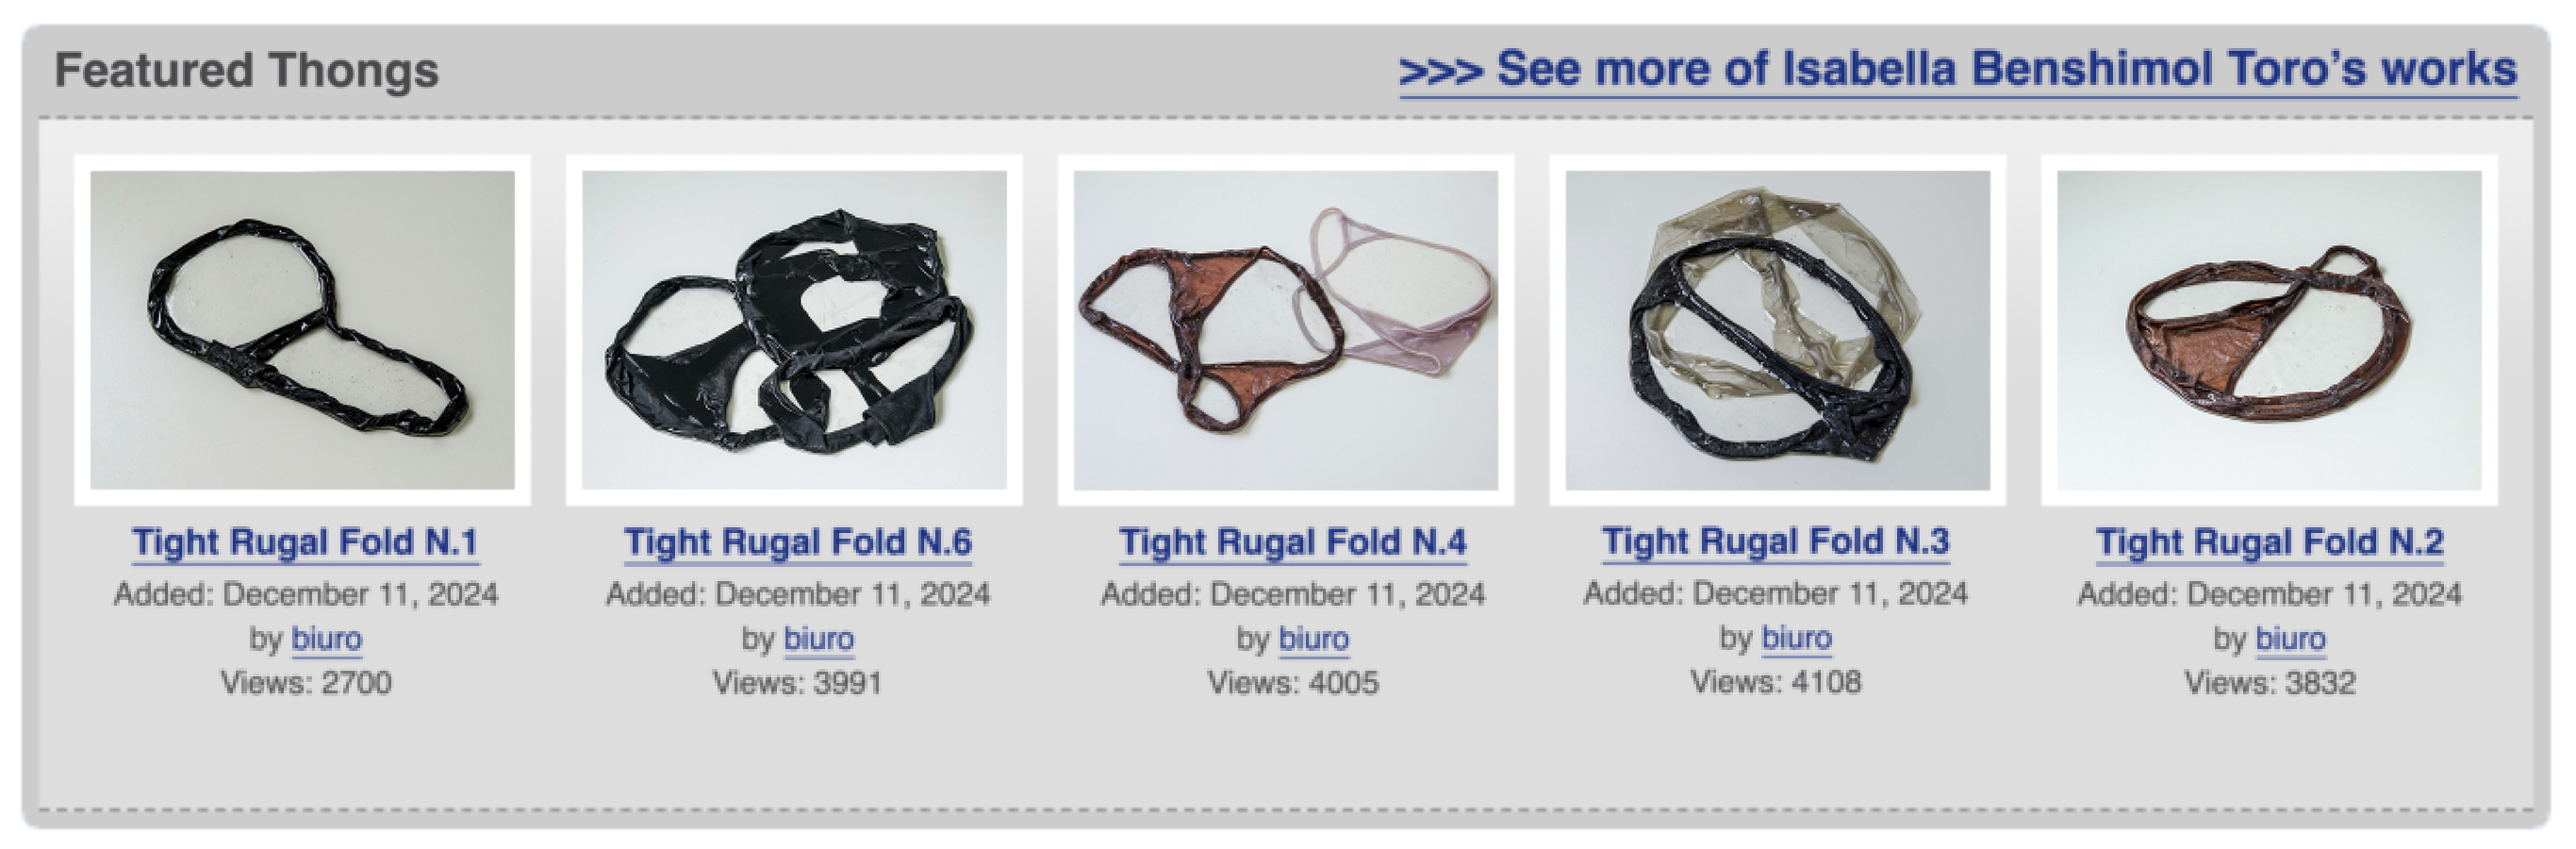 Featured Thongs
>>> See more of Isabella Benshimol Toro’s works
Tight Rugal Fold N.1
Added: December 11, 2024
by biuro
Views: 2700
Tight Rugal Fold N.6
Added: December 11, 2024
by biuro
Views: 3991
Tight Rugal Fold N.4
Added: December 11, 2024
by biuro
Views: 4005
Tight Rugal Fold N.3
Added: December 11, 2024
by biuro
Views: 4108
Tight Rugal Fold N.2
Added: December 11, 2024
by biuro
Views: 3832